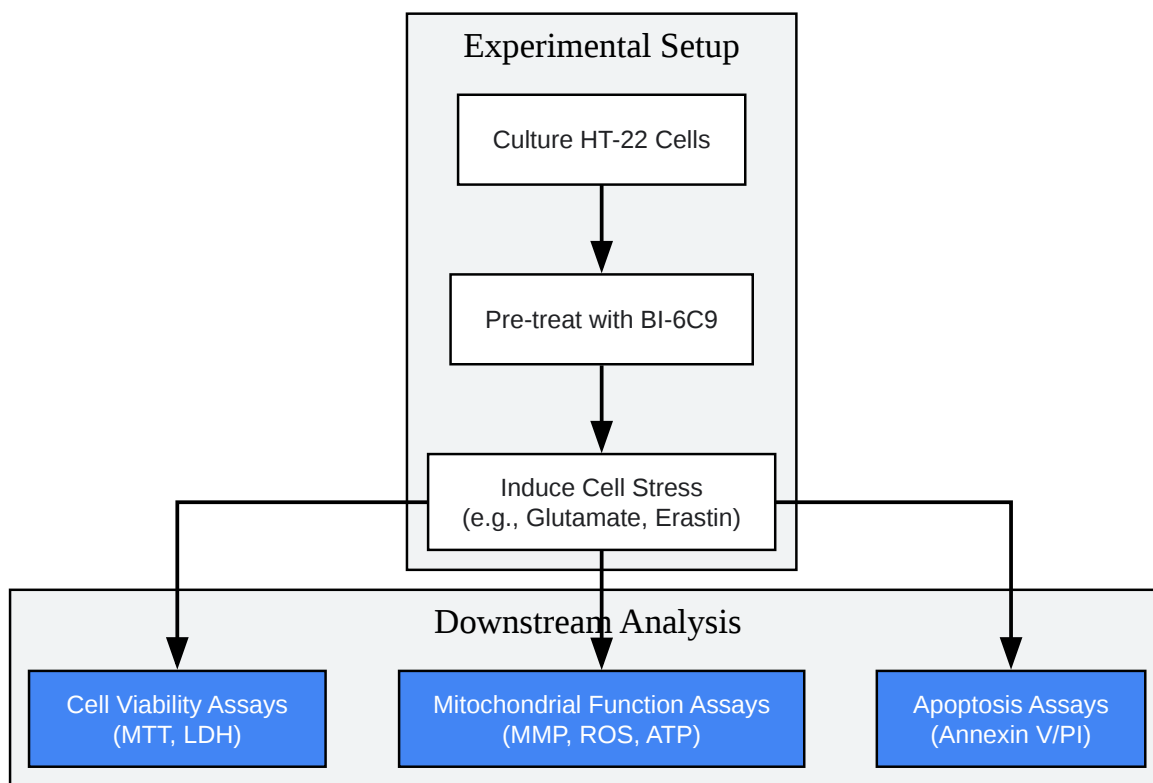 Experimental Setup
Culture HT-22 Cells
Pre-treat with BI-6C9
Induce Cell Stress
(e.g., Glutamate, Erastin)
Downstream Analysis
Cell Viability Assays
(MTT, LDH)
Mitochondrial Function Assays
(MMP, ROS, ATP)
Apoptosis Assays
(Annexin V/PI)